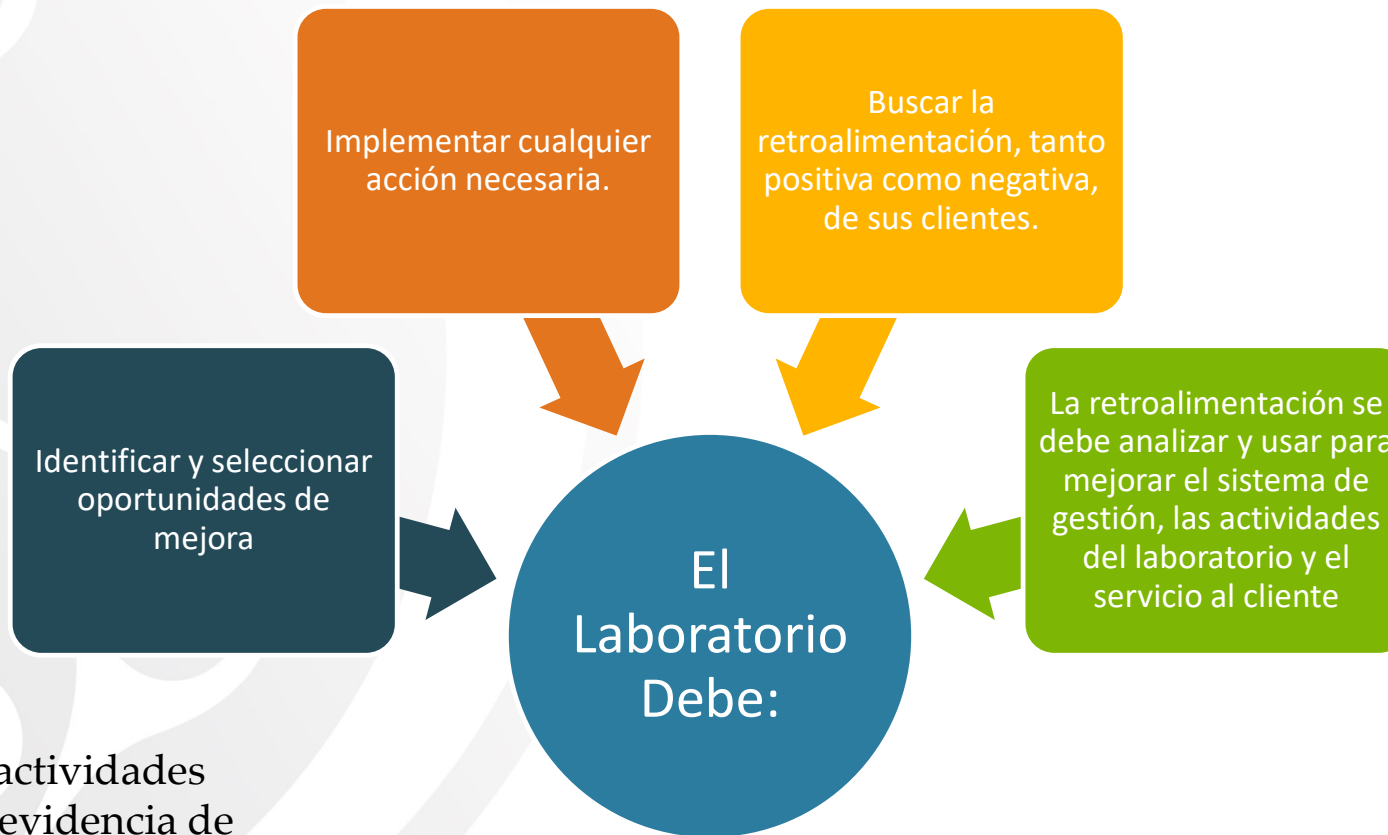 Implementar cualquier
acción necesaria.
Buscar la
retroalimentación, tanto
positiva como negativa,
de sus clientes.
Identificar y seleccionar
oportunidades de
mejora
La retroalimentación se
debe analizar y usar para
mejorar el sistema de
gestión, las actividades
del laboratorio y el
servicio al cliente
El
Laboratorio
Debe:
actividades
evidencia de